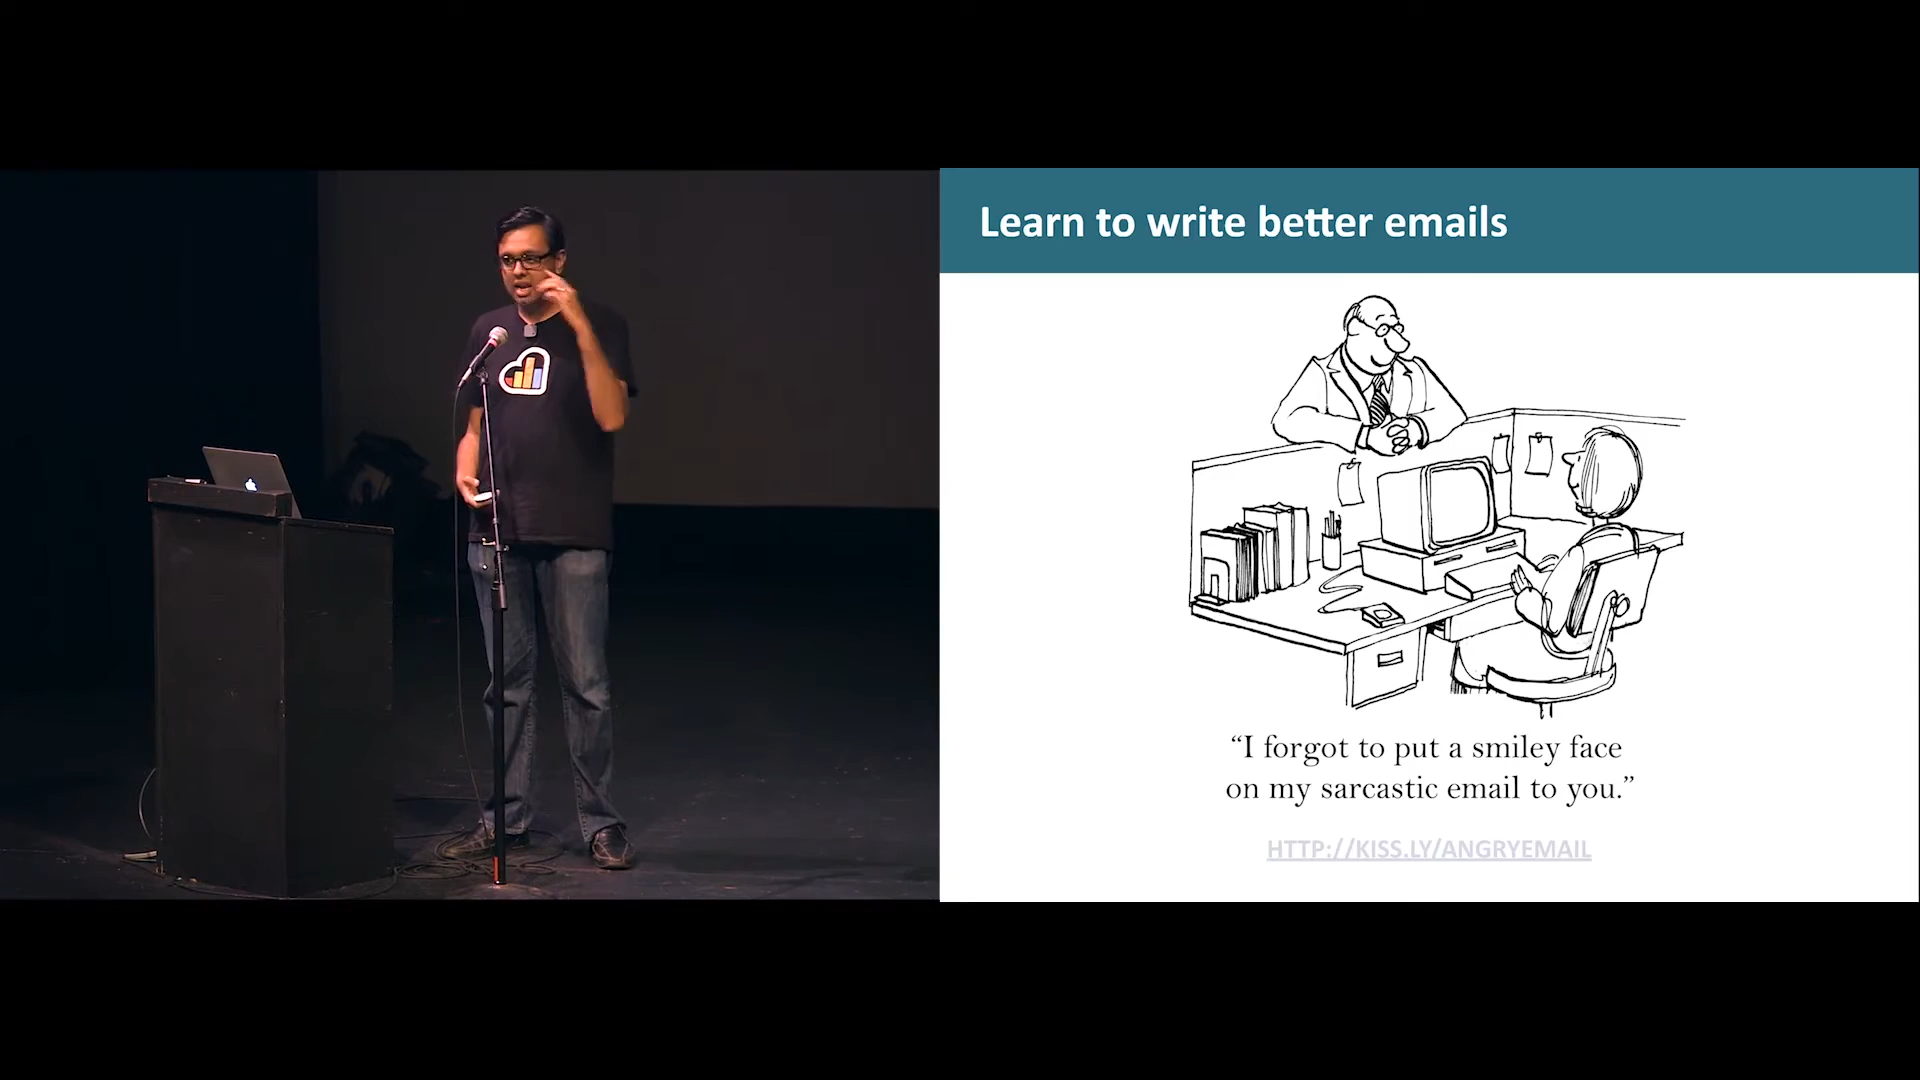 Learn to write better emails
“I forgot to put a smiley face
on my sarcastic email to you.”
HTTP://KISS.LY/ANGRYEMAIL